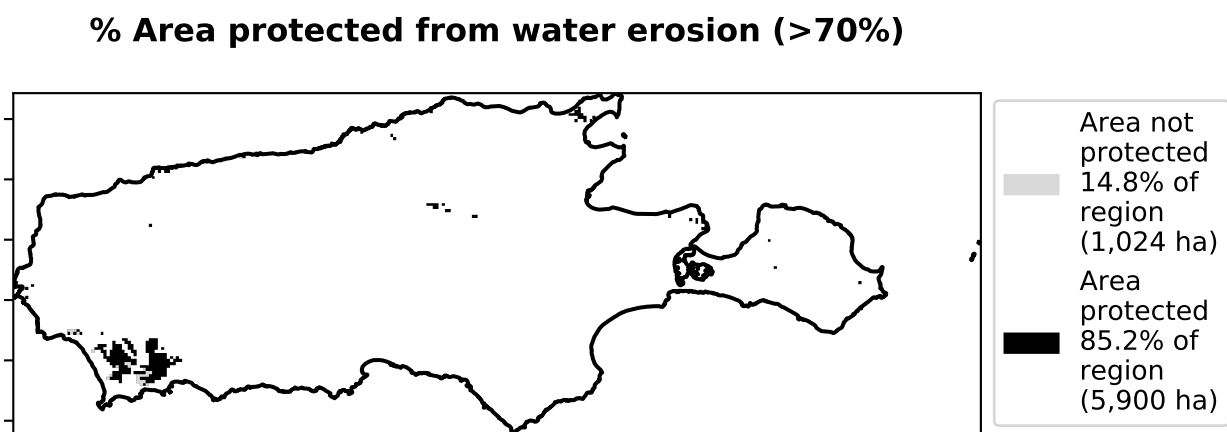 % Area protected from water erosion (>70%)
Area not
protected
14.8% of
region
(1,024 ha)
Area
protected
85.2% of
region
(5,900 ha)